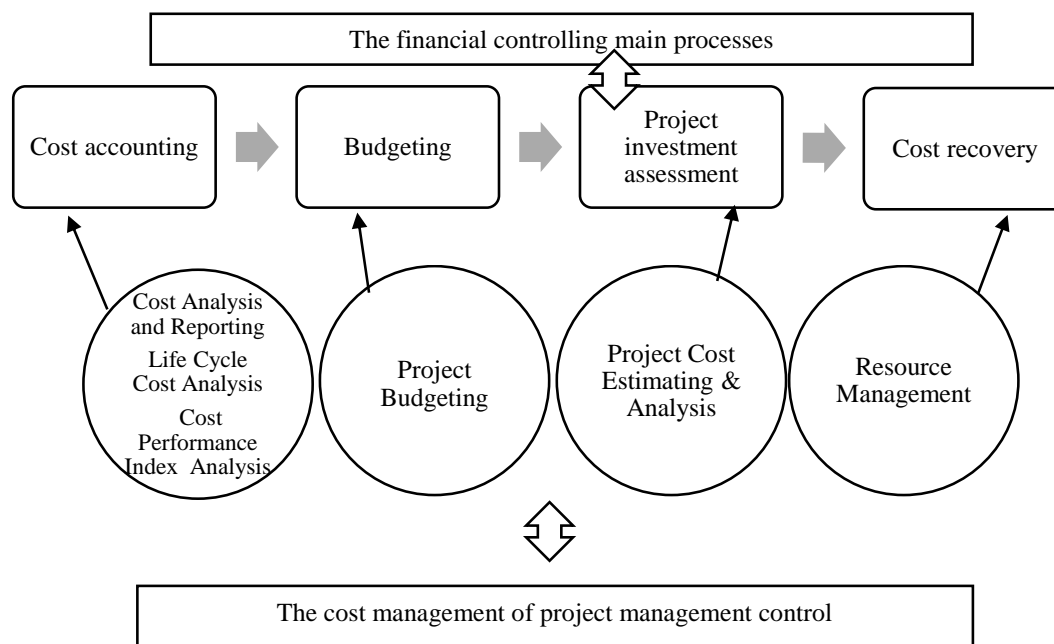 The financial controlling main processes
Cost accounting
Budgeting
Project
investment
assessment
Cost recovery
Cost Analysis
and Reporting
Life Cycle
Cost Analysis
Cost
Performance
Index Analysis
Project
Budgeting
Project Cost
Estimating &
Analysis
Resource
Management
The cost management of project management control